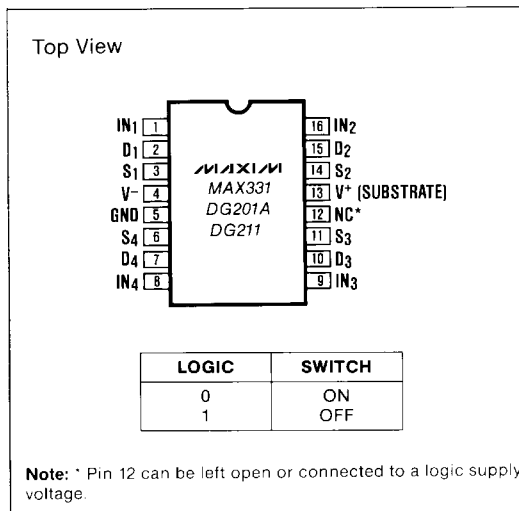 Top View
IN1 1 16 IN2
D1 2 15 D2
S1 3 MAXIM 14 S2
V− 4 MAX331 13 V+ (SUBSTRATE)
GND 5 DG201A 12 NC*
S4 6 DG211 11 S3
D4 7 10 D3
IN4 8 9 IN3
LOGIC SWITCH
0 ON
1 OFF
Note: * Pin 12 can be left open or connected to a logic supply
voltage.